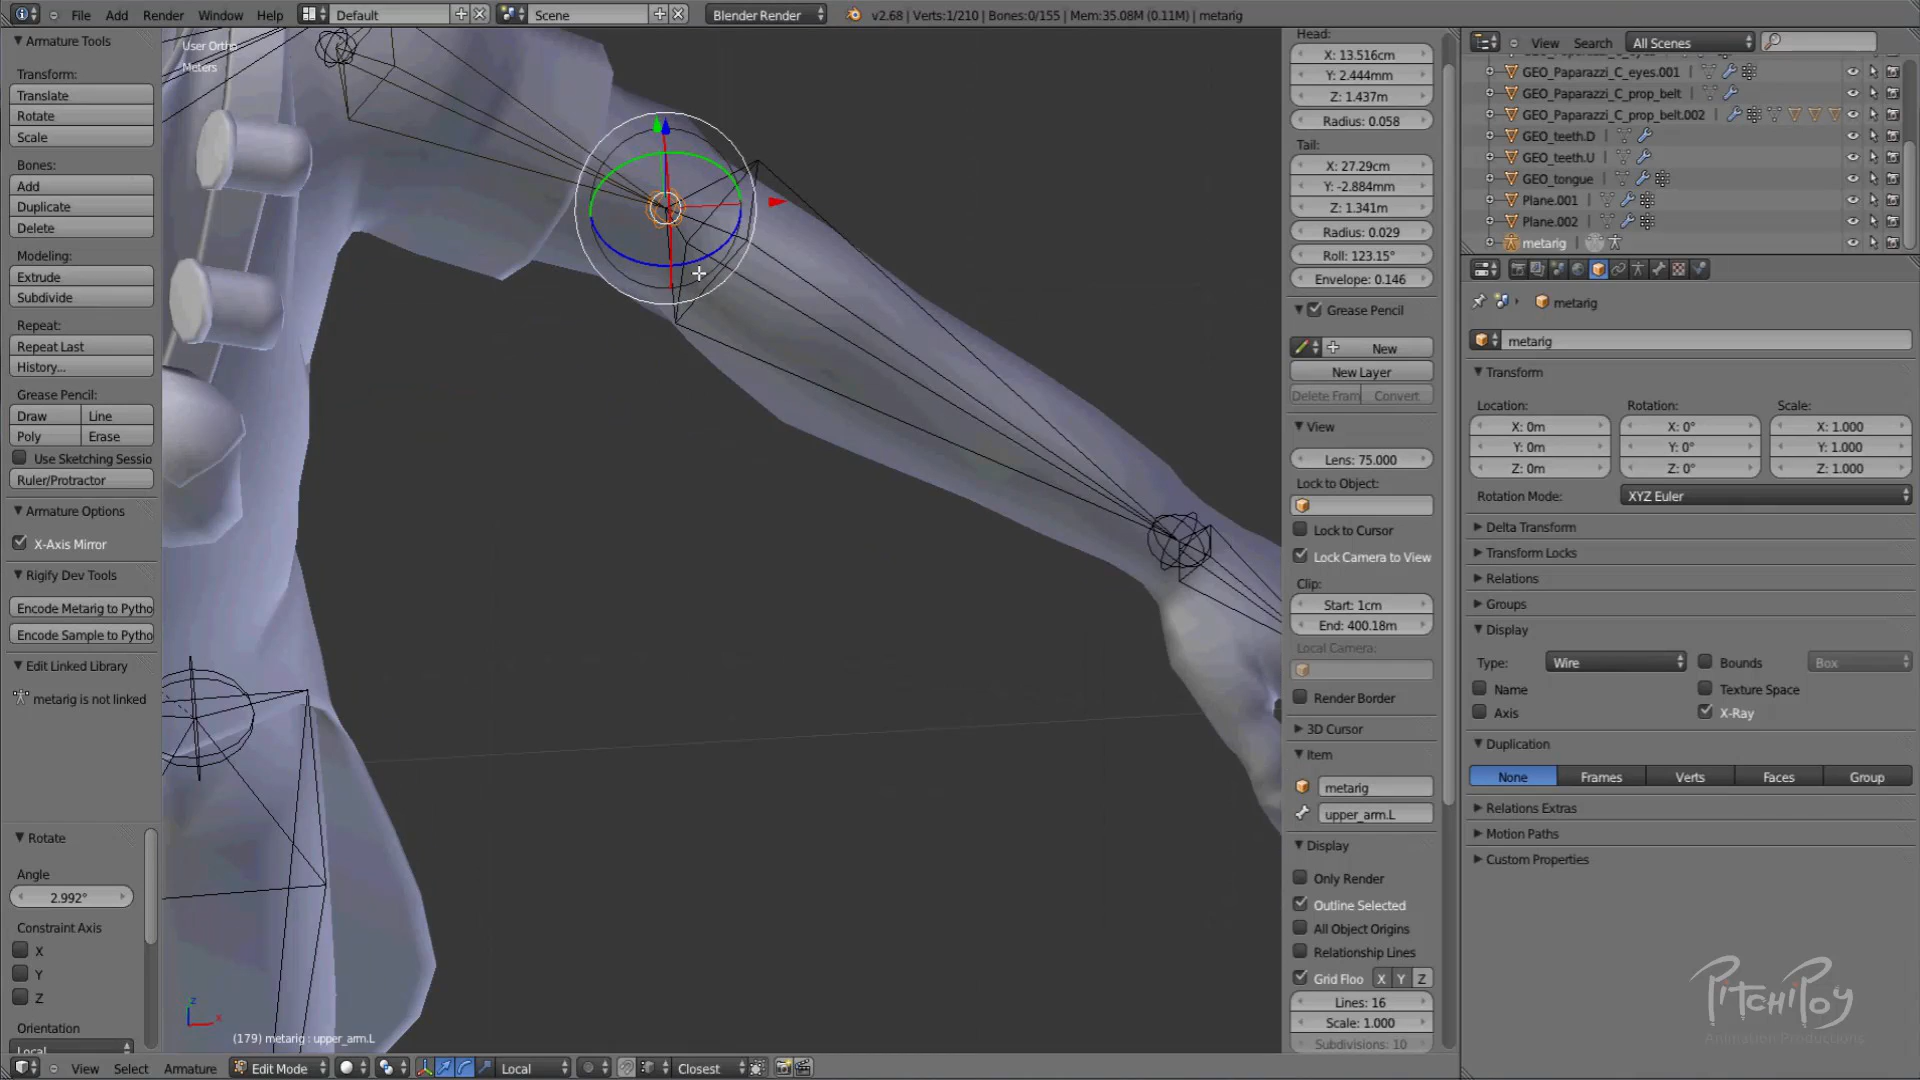 File Add Render Window Help Default Scene Blender Render v2.68 | Verts:1/210 | Bones:0/155 | Mem:35.08M (0.11M) | metarig
Armature Tools
Transform:
Translate
Rotate
Scale
Bones:
Add
Duplicate
Delete
Modeling:
Extrude
Subdivide
Repeat:
Repeat Last
History...
Grease Pencil:
Draw Line
Poly Erase
Use Sketching Sessio
Ruler/Protractor
Armature Options
X-Axis Mirror
Rigify Dev Tools
Encode Metarig to Pytho
Encode Sample to Pytho
Edit Linked Library
metarig is not linked
Rotate
Angle
2.992°
Constraint Axis
X
Y
Z
Orientation
Local
User Ortho
Meters
z
x
(179) metarig : upper_arm.L
View Select Armature Edit Mode Local Closest
Head:
X: 13.516cm
Y: 2.444mm
Z: 1.437m
Radius: 0.058
Tail:
X: 27.29cm
Y: -2.884mm
Z: 1.341m
Radius: 0.029
Roll: 123.15°
Envelope: 0.146
Grease Pencil
New
New Layer
Delete Fram Convert
View
Lens: 75.000
Lock to Object:
Lock to Cursor
Lock Camera to View
Clip:
Start: 1cm
End: 400.18m
Local Camera:
Render Border
3D Cursor
Item
metarig
upper_arm.L
Display
Only Render
Outline Selected
All Object Origins
Relationship Lines
Grid Floo X Y Z
Lines: 16
Scale: 1.000
Subdivisions: 10
View Search All Scenes
GEO_Paparazzi_C_eyes.001
GEO_Paparazzi_C_prop_belt
GEO_Paparazzi_C_prop_belt.002
GEO_teeth.D
GEO_teeth.U
GEO_tongue
Plane.001
Plane.002
metarig
metarig
metarig
Transform
Location: Rotation: Scale:
X: 0m X: 0° X: 1.000
Y: 0m Y: 0° Y: 1.000
Z: 0m Z: 0° Z: 1.000
Rotation Mode: XYZ Euler
Delta Transform
Transform Locks
Relations
Groups
Display
Type: Wire Bounds Box
Name Texture Space
Axis X-Ray
Duplication
None Frames Verts Faces Group
Relations Extras
Motion Paths
Custom Properties
PitchiPoy
Animation Productions